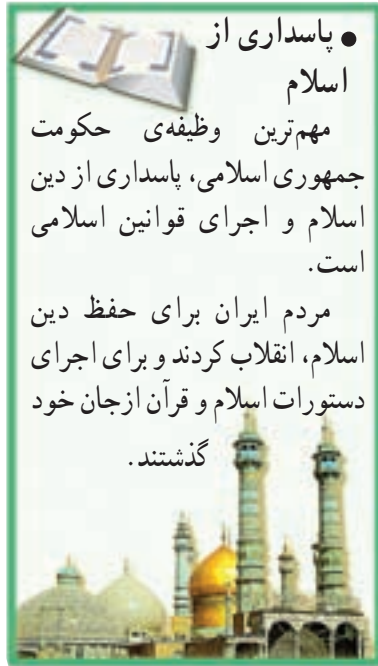 ● پاسداری از
اسلام
مهم‌ترین وظیفه‌ی حکومت
جمهوری اسلامی، پاسداری از دین
اسلام و اجرای قوانین اسلامی
است.
مردم ایران برای حفظ دین
اسلام، انقلاب کردند و برای اجرای
دستورات اسلام و قرآن ازجان خود
گذشتند.